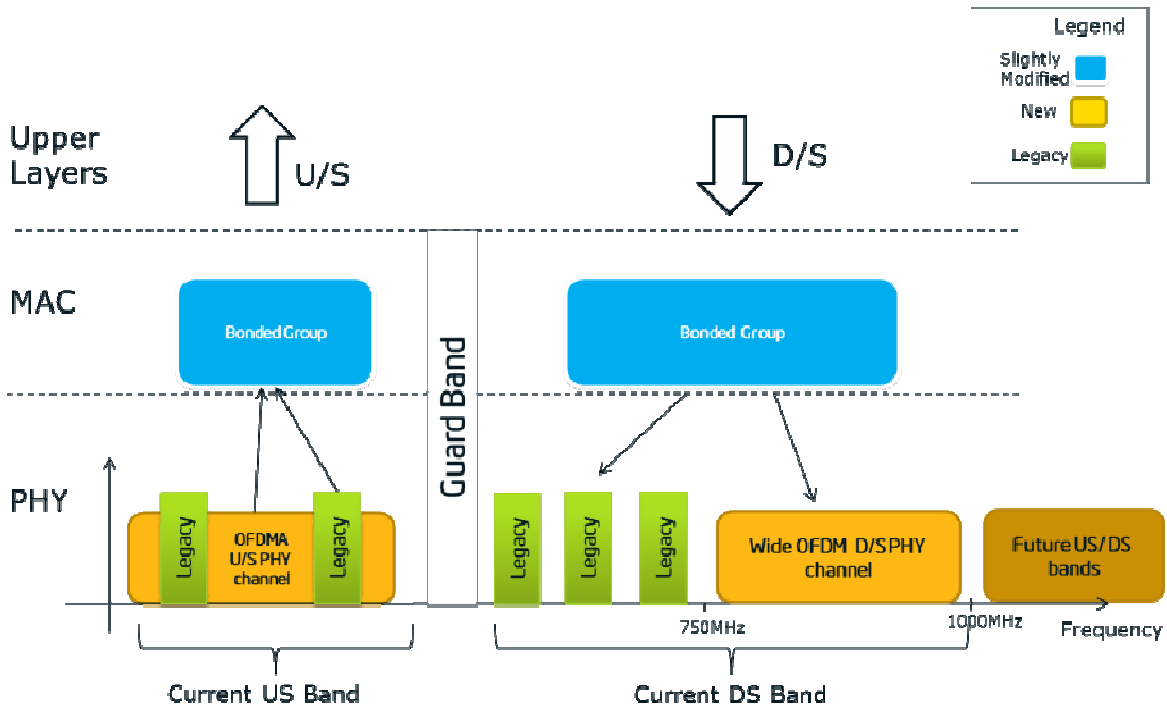 Legend
Slightly
Modified
New
Legacy
Upper
Layers
U/S
D/S
MAC
Bonded Group
Bonded Group
Guard Band
PHY
Legacy
OFDMA
U/S PHY
channel
Legacy
Legacy
Legacy
Legacy
Wide OFDM D/S PHY
channel
Future US/DS
bands
750MHz
1000MHz
Frequency
Current US Band
Current DS Band